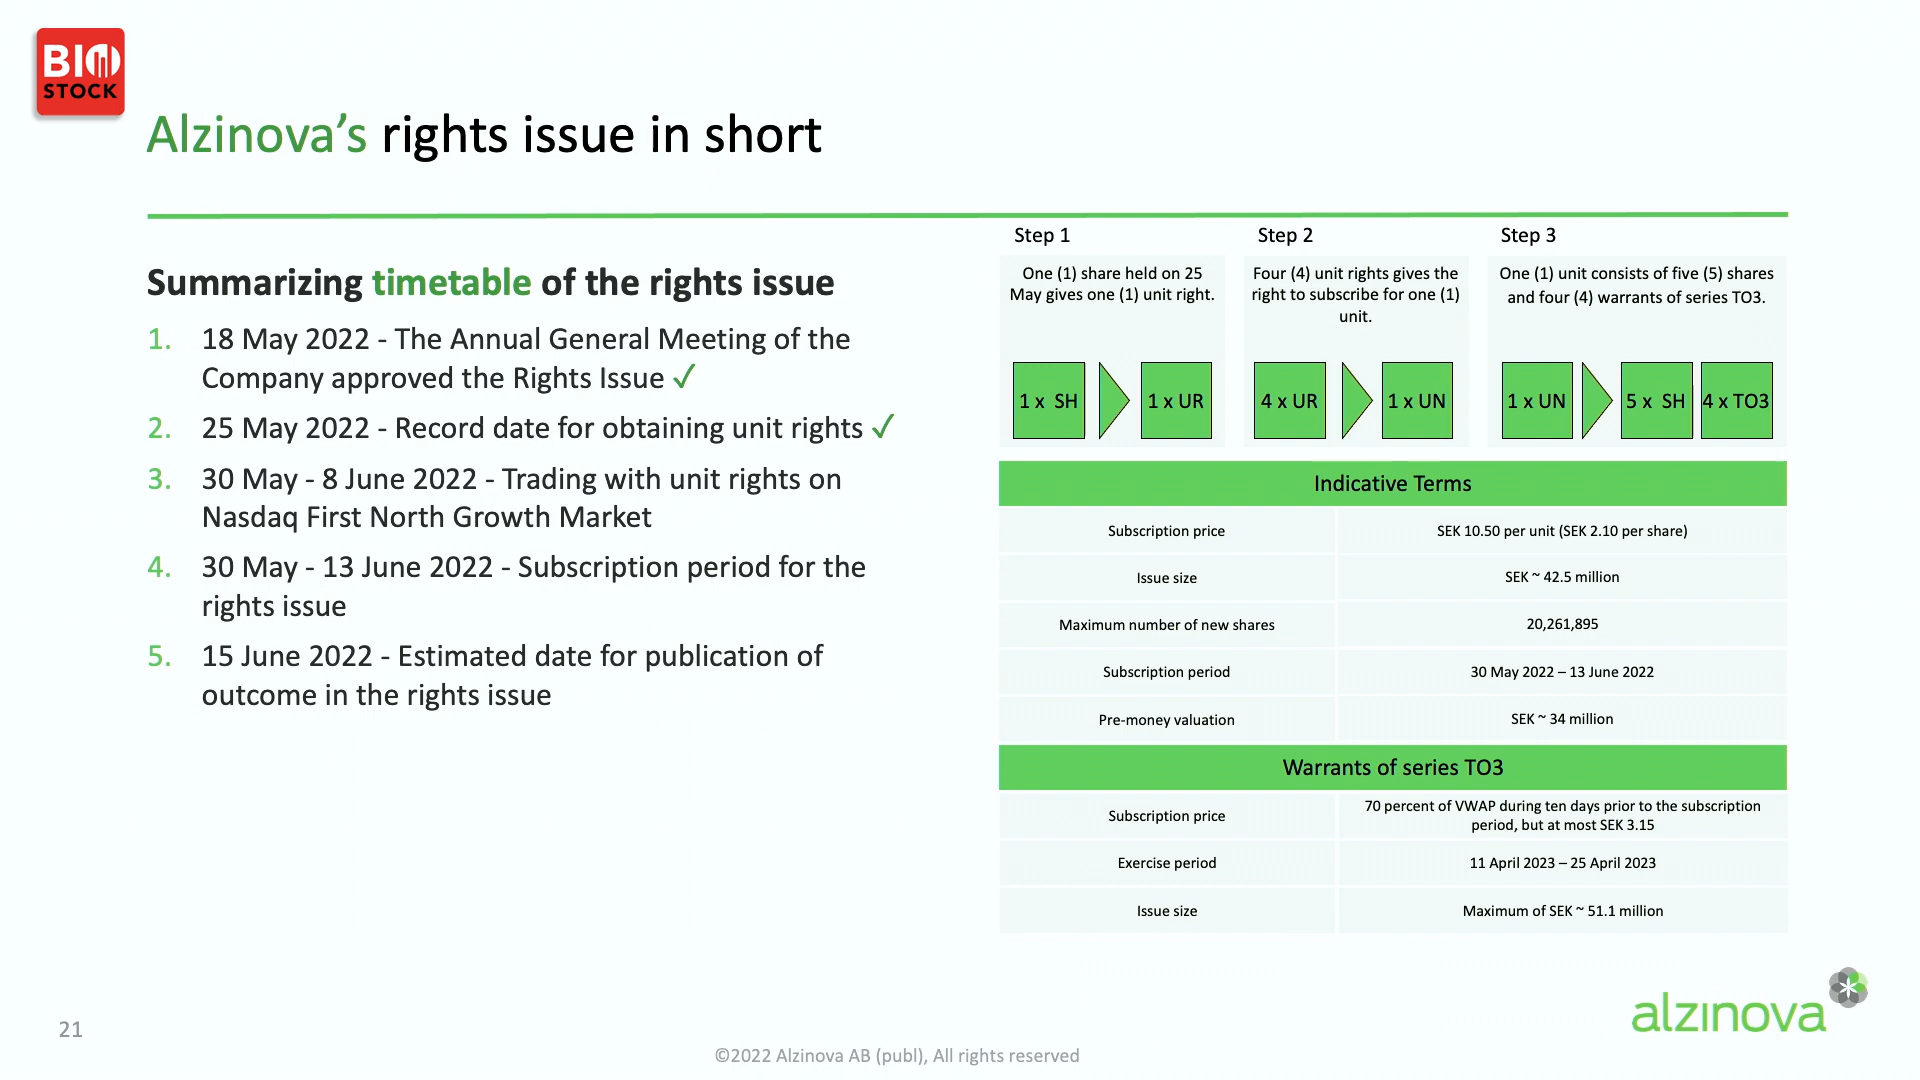 BIO
STOCK
Alzinova’s rights issue in short
Summarizing timetable of the rights issue
1. 18 May 2022 - The Annual General Meeting of the
Company approved the Rights Issue ✓
2. 25 May 2022 - Record date for obtaining unit rights ✓
3. 30 May - 8 June 2022 - Trading with unit rights on
Nasdaq First North Growth Market
4. 30 May - 13 June 2022 - Subscription period for the
rights issue
5. 15 June 2022 - Estimated date for publication of
outcome in the rights issue
Step 1
One (1) share held on 25
May gives one (1) unit right.
1 x SH
1 x UR
Step 2
Four (4) unit rights gives the
right to subscribe for one (1)
unit.
4 x UR
1 x UN
Step 3
One (1) unit consists of five (5) shares
and four (4) warrants of series TO3.
1 x UN
5 x SH
4 x TO3
Indicative Terms
Subscription price SEK 10.50 per unit (SEK 2.10 per share)
Issue size SEK ~ 42.5 million
Maximum number of new shares 20,261,895
Subscription period 30 May 2022 – 13 June 2022
Pre-money valuation SEK ~ 34 million
Warrants of series TO3
Subscription price 70 percent of VWAP during ten days prior to the subscription
period, but at most SEK 3.15
Exercise period 11 April 2023 – 25 April 2023
Issue size Maximum of SEK ~ 51.1 million
alzinova
21
©2022 Alzinova AB (publ), All rights reserved